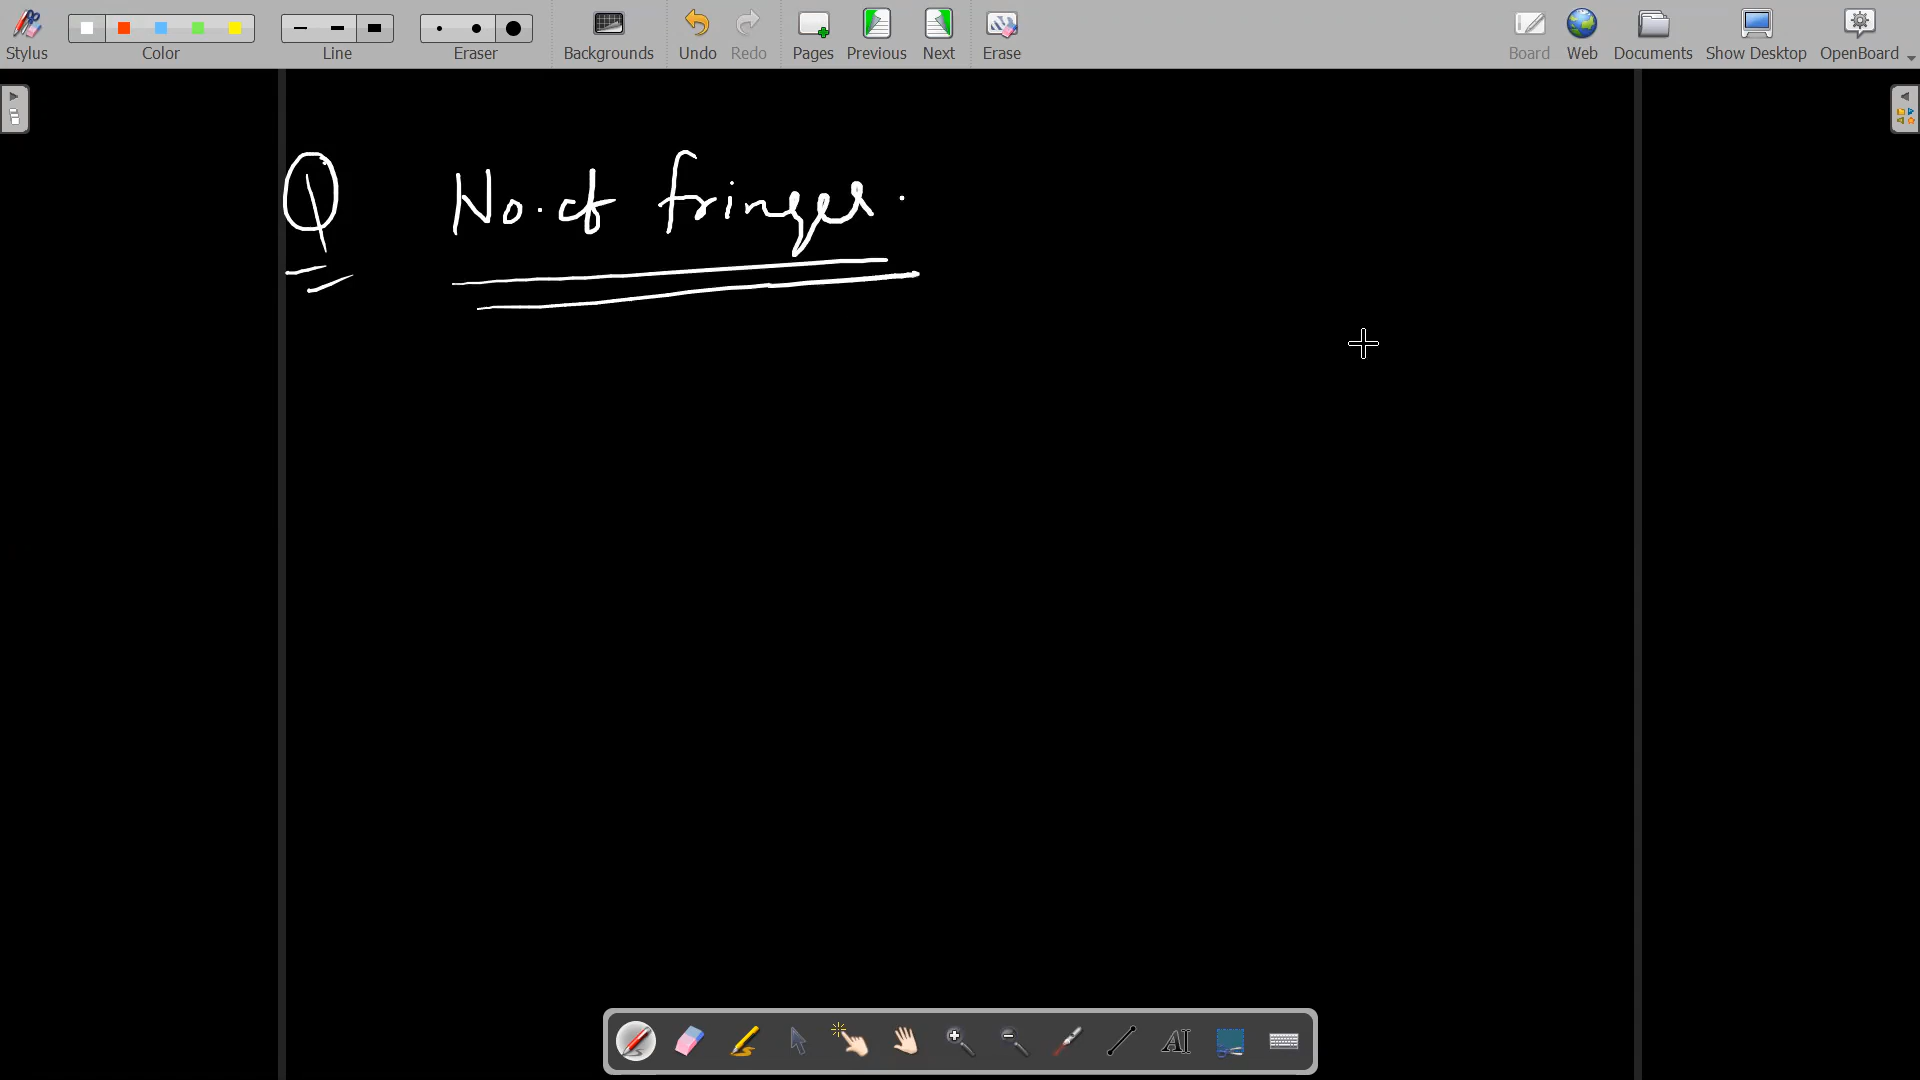 Stylus Color Line Eraser Backgrounds Undo Redo Pages Previous Next Erase Board Web Documents Show Desktop OpenBoard
Q No. of fringes.
AI